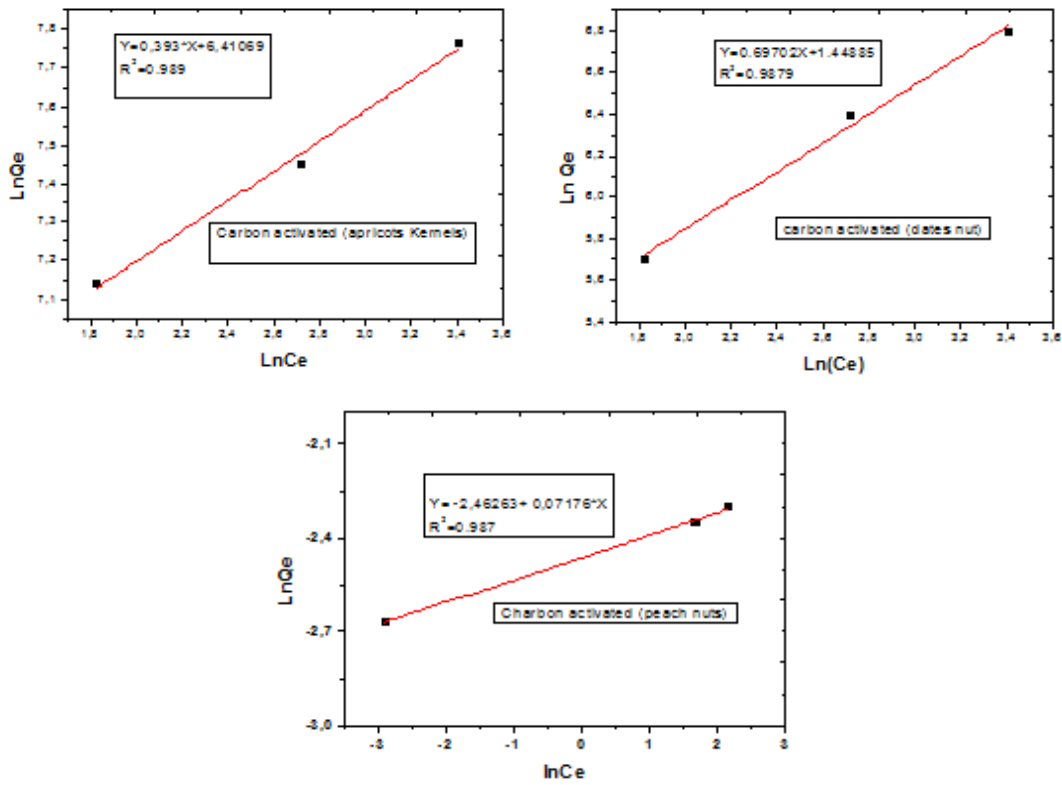 7,8
7,7
7,6
7,5
7,4
7,3
7,2
7,1
LnQe
Y=0,393*X+6,41069
R²=0.989
Carbon activated (apricots Kernels)
1,8 2,0 2,2 2,4 2,6 2,8 3,0 3,2 3,4 3,6
LnCe
6,8
6,6
6,2
6,0
5,8
5,4
Ln Qe
Y=0.69702X+1.44885
R²=0.9879
carbon activated (dates nut)
1,8 2,0 2,2 2,4 2,6 2,8 3,0 3,2 3,4 3,6
Ln(Ce)
-2,1
-2,4
-2,7
-3,0
LnQe
Y= -2,46263+ 0,07176*X
R²=0.987
Charbon activated (peach nuts)
-3 -2 -1 0 1 2 3
lnCe